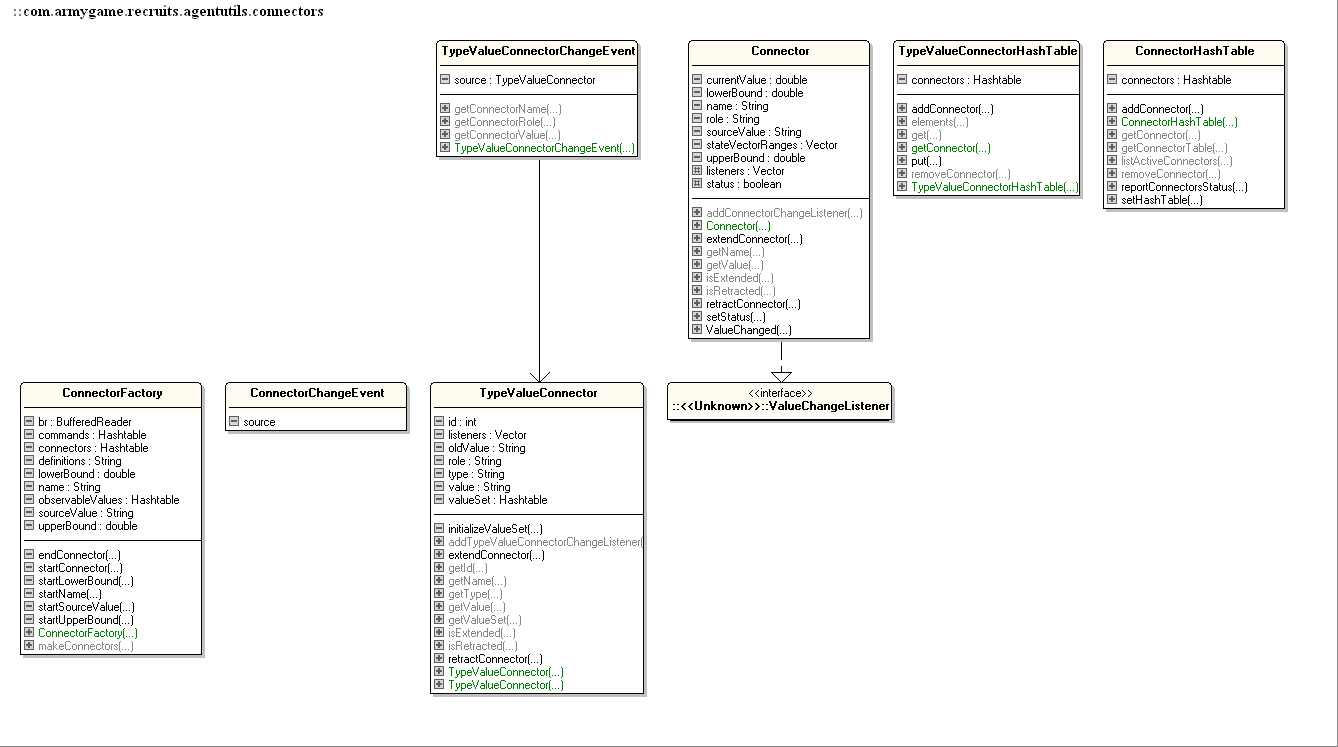 ::com.armygame.recruits.agentutils.connectors
TypeValueConnectorChangeEvent
source : TypeValueConnector
getConnectorName(...)
getConnectorRole(...)
getConnectorValue(...)
TypeValueConnectorChangeEvent(...)
Connector
currentValue : double
lowerBound : double
name : String
role : String
sourceValue : String
stateVectorRanges : Vector
upperBound : double
listeners : Vector
status : boolean
addConnectorChangeListener(...)
Connector(...)
extendConnector(...)
getName(...)
getValue(...)
isExtended(...)
isRetracted(...)
retractConnector(...)
setStatus(...)
ValueChanged(...)
TypeValueConnectorHashTable
connectors : Hashtable
addConnector(...)
elements(...)
get(...)
getConnector(...)
put(...)
removeConnector(...)
TypeValueConnectorHashTable(...)
ConnectorHashTable
connectors : Hashtable
addConnector(...)
ConnectorHashTable(...)
getConnector(...)
getConnectorTable(...)
listActiveConnectors(...)
removeConnector(...)
reportConnectorsStatus(...)
setHashTable(...)
ConnectorFactory
br : BufferedReader
commands : Hashtable
connectors : Hashtable
definitions : String
lowerBound : double
name : String
observableValues : Hashtable
sourceValue : String
upperBound : double
endConnector(...)
startConnector(...)
startLowerBound(...)
startName(...)
startSourceValue(...)
startUpperBound(...)
ConnectorFactory(...)
makeConnectors(...)
ConnectorChangeEvent
source
TypeValueConnector
id : int
listeners : Vector
oldValue : String
role : String
type : String
value : String
valueSet : Hashtable
initializeValueSet(...)
addTypeValueConnectorChangeListener(
extendConnector(...)
getId(...)
getName(...)
getType(...)
getValue(...)
getValueSet(...)
isExtended(...)
isRetracted(...)
retractConnector(...)
TypeValueConnector(...)
TypeValueConnector(...)
<<interface>>
::<<Unknown>>::ValueChangeListener